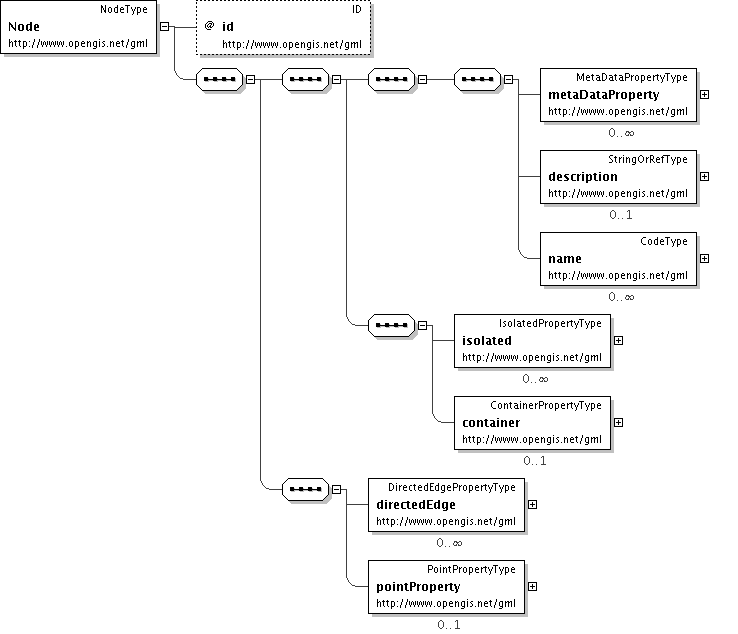 NodeType
Node
http://www.opengis.net/gml
ID
@ id
http://www.opengis.net/gml
MetaDataPropertyType
metaDataProperty
http://www.opengis.net/gml
0..∞
StringOrRefType
description
http://www.opengis.net/gml
0..1
CodeType
name
http://www.opengis.net/gml
0..∞
IsolatedPropertyType
isolated
http://www.opengis.net/gml
0..∞
ContainerPropertyType
container
http://www.opengis.net/gml
0..1
DirectedEdgePropertyType
directedEdge
http://www.opengis.net/gml
0..∞
PointPropertyType
pointProperty
http://www.opengis.net/gml
0..1